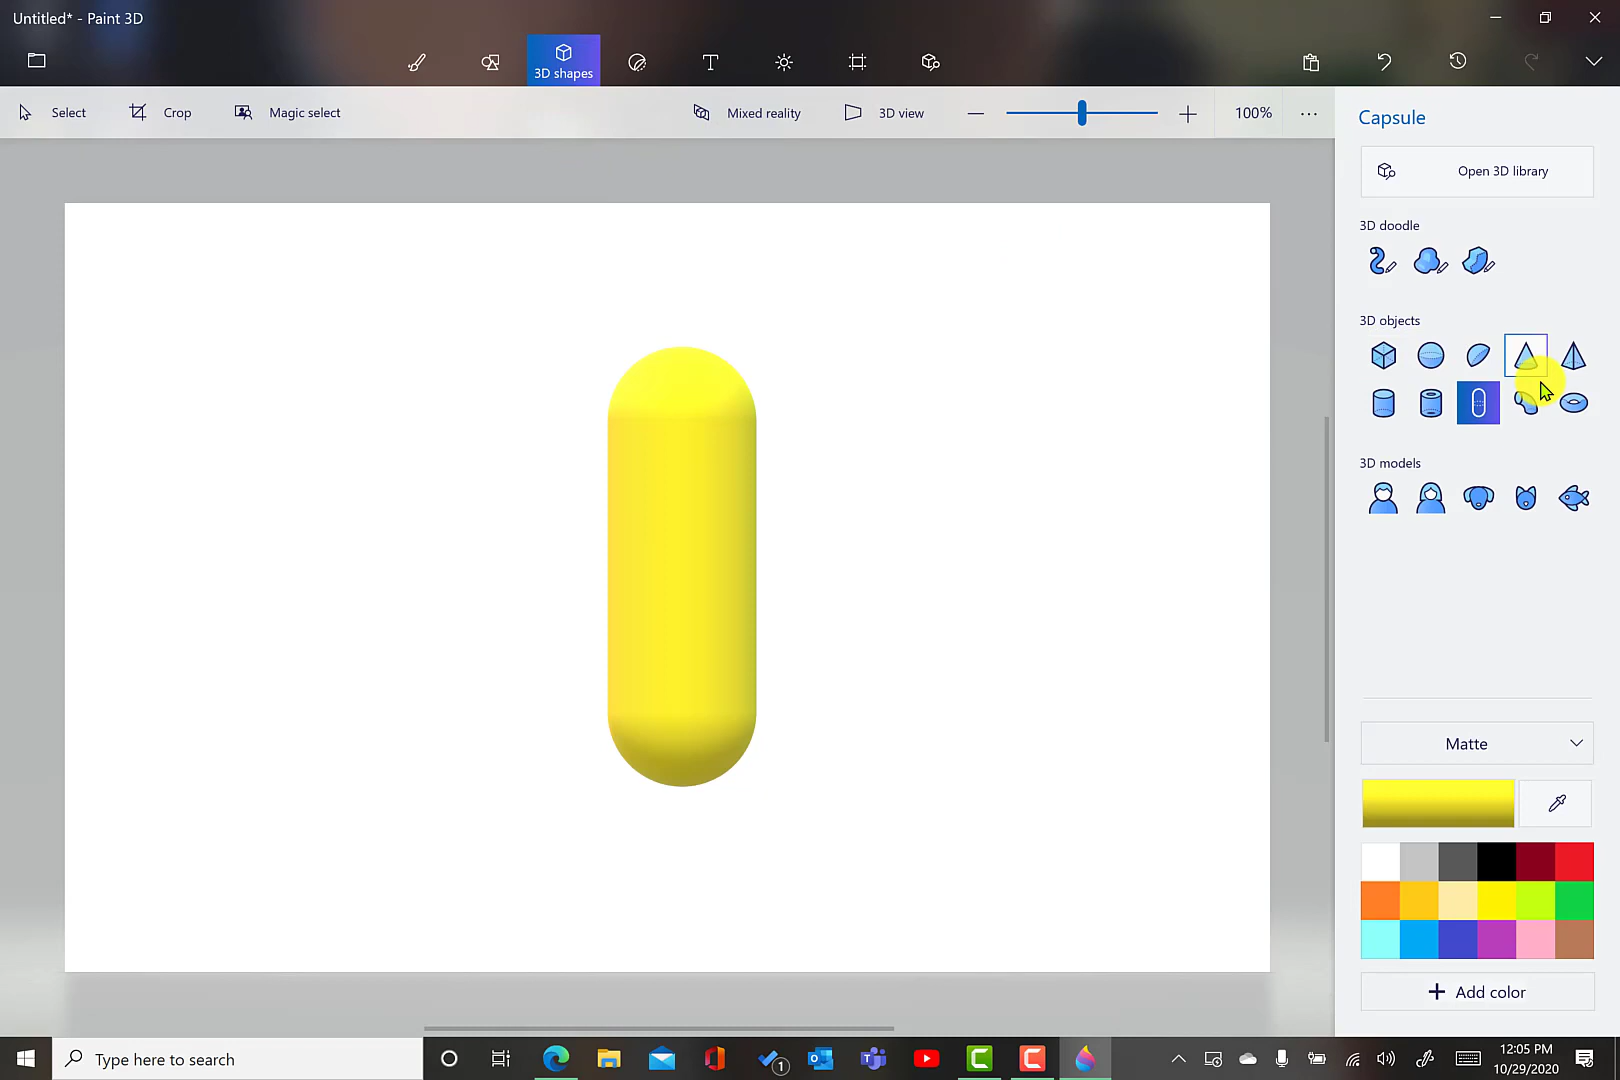 Untitled* - Paint 3D
3D shapes
Select
Crop
Magic select
Mixed reality
3D view
100%
Capsule
Open 3D library
3D doodle
3D objects
3D models
Matte
Add color
Type here to search
1
12:05 PM
10/29/2020